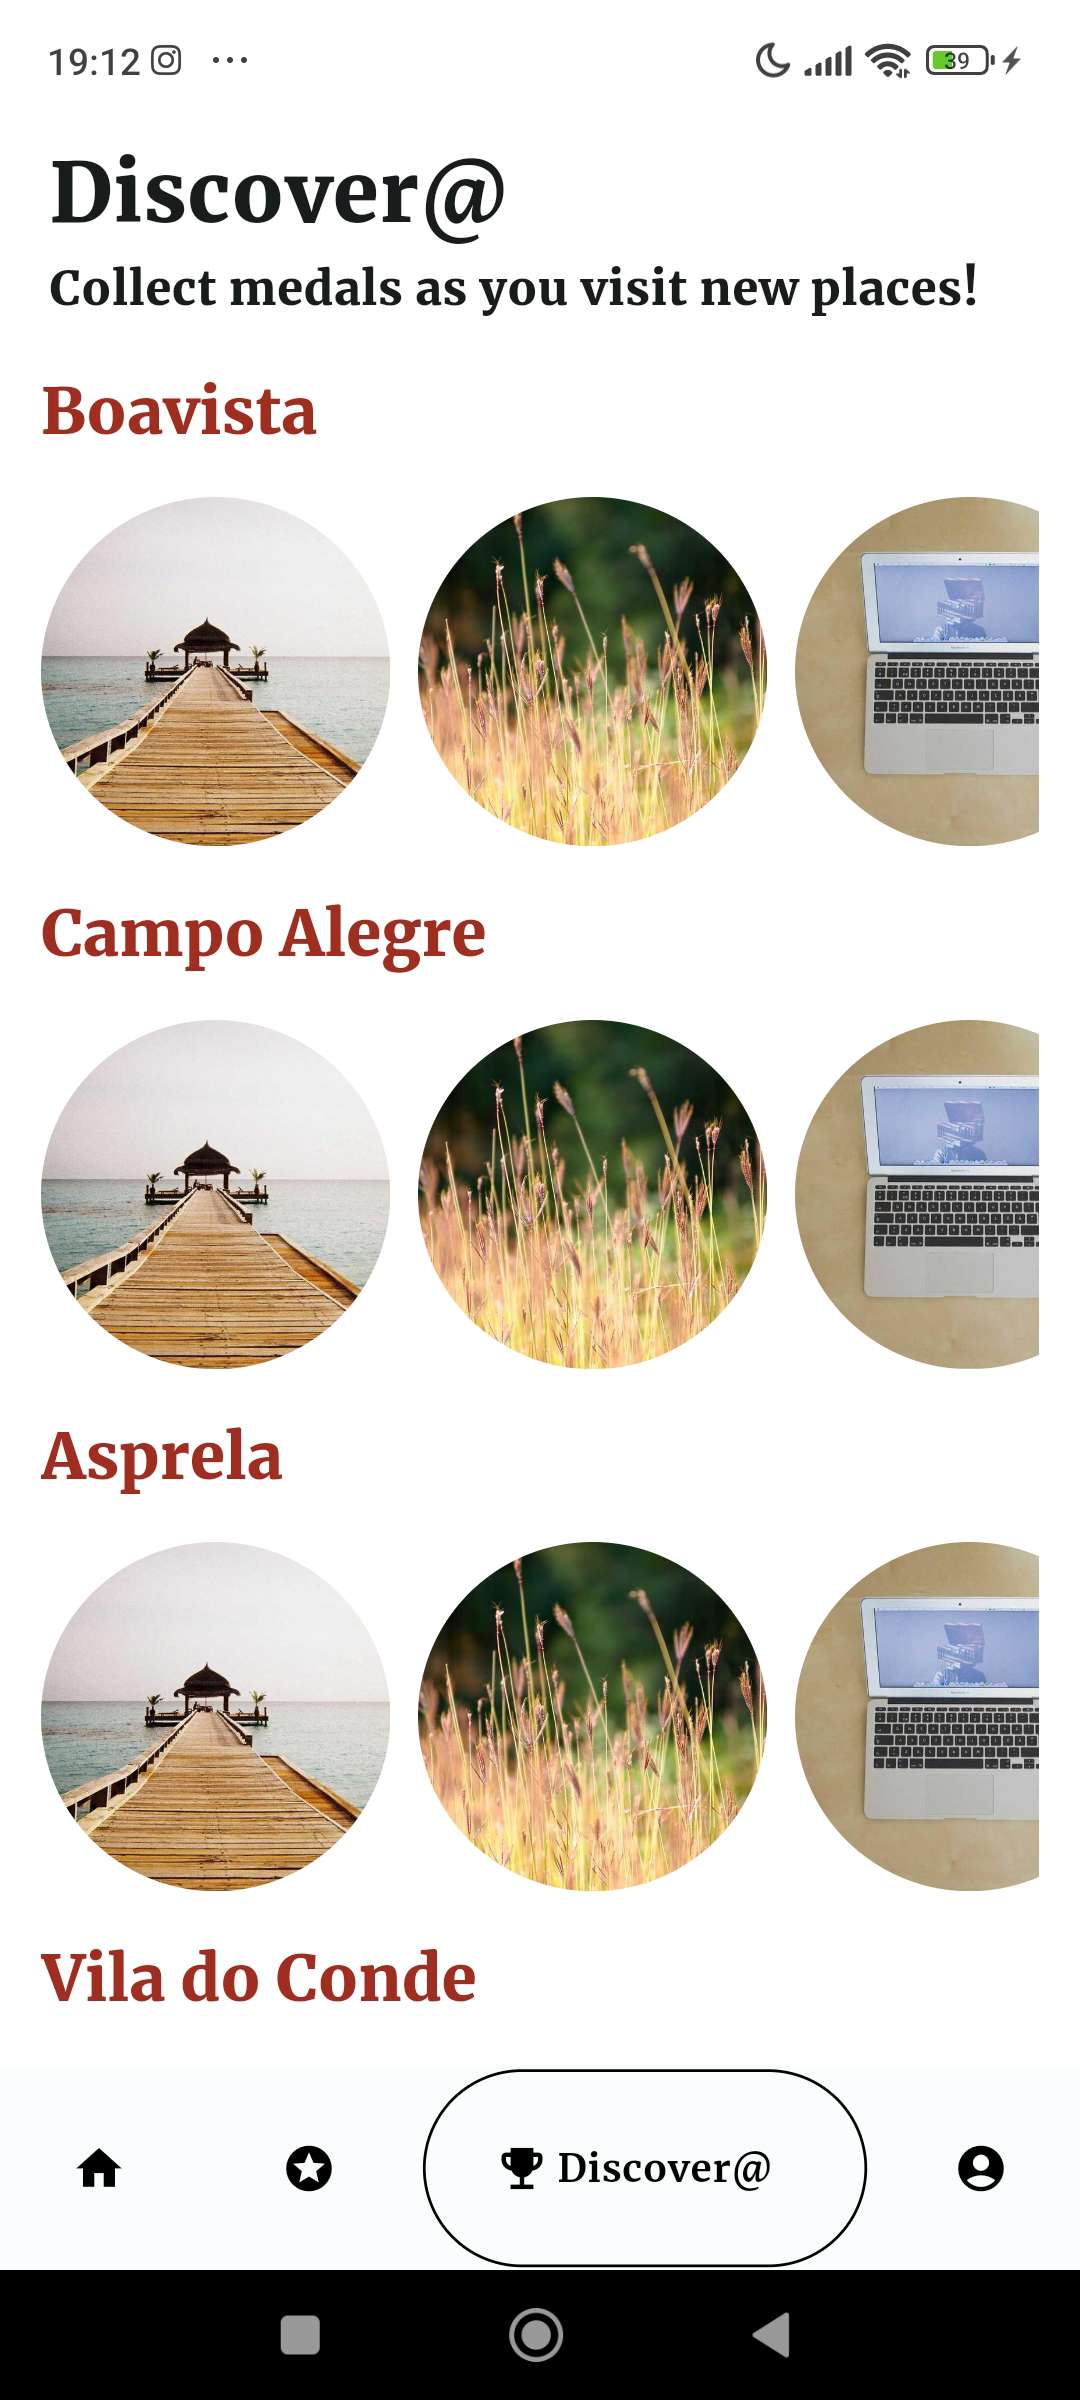 19:12
39
Discover@
Collect medals as you visit new places!
Boavista
Campo Alegre
Asprela
Vila do Conde
Discover@